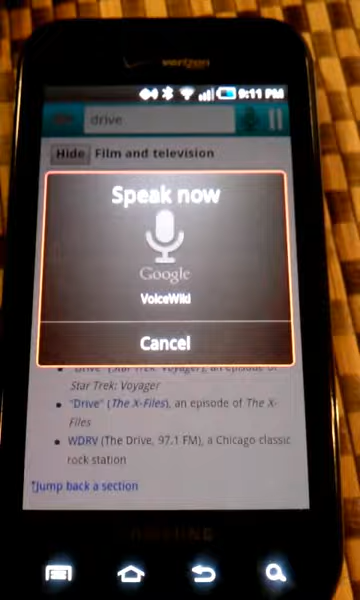 verizon
9:11 PM
drive
Hide Film and television
Speak now
Google
VoiceWiki
Cancel
"Drive" (Star Trek: Voyager), an episode of
Star Trek: Voyager
"Drive" (The X-Files), an episode of The X-
Files
WDRV (The Drive, 97.1 FM), a Chicago classic
rock station
↑Jump back a section
SAMSUNG